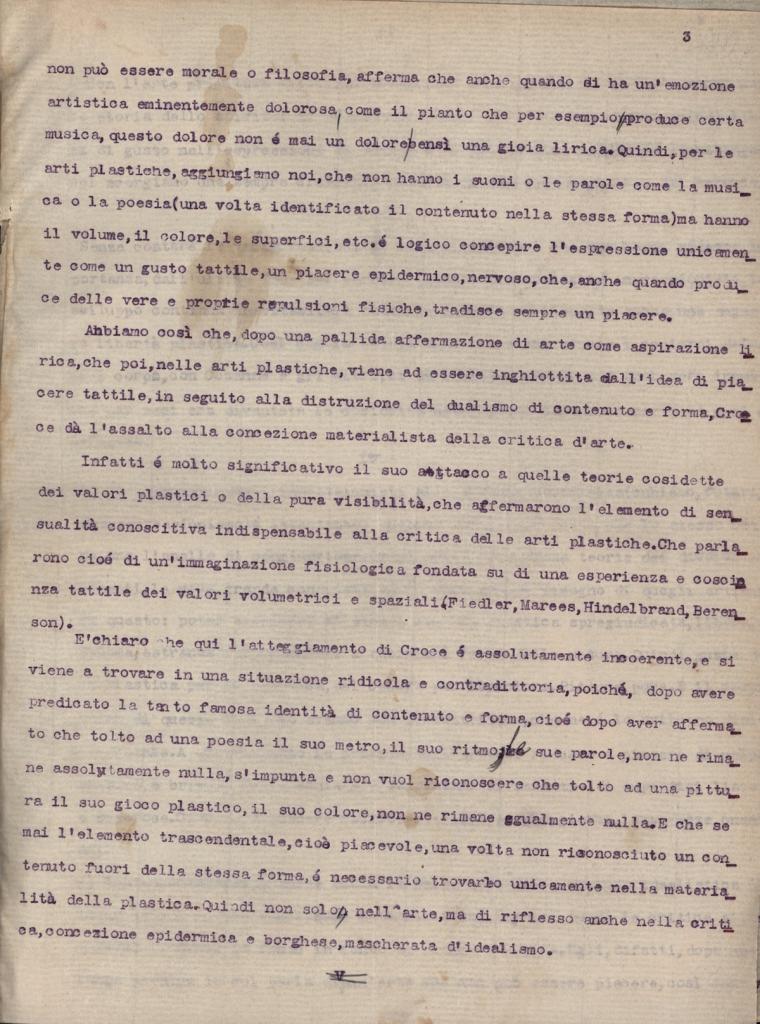 3
non può essere morale o filosofia, afferma che anche quando si ha un'emozione
artistica eminentemente dolorosa, come il pianto che per esempio, produce certa
musica, questo dolore non é mai un dolore bensì una gioia lirica. Quindi, per le
arti plastiche, aggiungiamo noi, che non hanno i suoni o le parole come la musi_
ca o la poesia (una volta identificato il contenuto nella stessa forma) ma hanno
il volume, il colore, le superfici, etc. é logico concepire l'espressione unicamen_
te come un gusto tattile, un piacere epidermico, nervoso, che, anche quando produ_
ce delle vere e proprie repulsioni fisiche, tradisce sempre un piacere.
Abbiamo così che, dopo una pallida affermazione di arte come aspirazione li
rica, che poi, nelle arti plastiche, viene ad essere inghiottita dall'idea di pia
cere tattile, in seguito alla distruzione del dualismo di contenuto e forma, Cro_
ce dà l'assalto alla concezione materialista della critica d'arte.
Infatti é molto significativo il suo attacco a quelle teorie cosidette
dei valori plastici o della pura visibilità, che affermarono l'elemento di sen_
sualità conoscitiva indispensabile alla critica delle arti plastiche. Che parla_
rono cioé di un'immaginazione fisiologica fondata su di una esperienza e coscie
nza tattile dei valori volumetrici e spaziali (Fiedler, Marees, Hindelbrand, Beren_
son).
E' chiaro che qui l'atteggiamento di Croce é assolutamente incoerente, e si
viene a trovare in una situazione ridicola e contradittoria, poiché, dopo avere
predicato la tanto famosa identità di contenuto e forma, cioé dopo aver afferma_
to che tolto ad una poesia il suo metro, il suo ritmo, le sue parole, non ne rima_
ne assolutamente nulla, s'impunta e non vuol riconoscere che tolto ad una pittu_
ra il suo gioco plastico, il suo colore, non ne rimane egualmente nulla. E che se
mai l'elemento trascendentale, cioè piacevole, una volta non riconosciuto un con_
tenuto fuori della stessa forma, é necessario trovarlo unicamente nella materia_
lità della plastica. Quindi non solo, nell'arte, ma di riflesso anche nella criti
ca, concezione epidermica e borghese, mascherata d'idealismo.